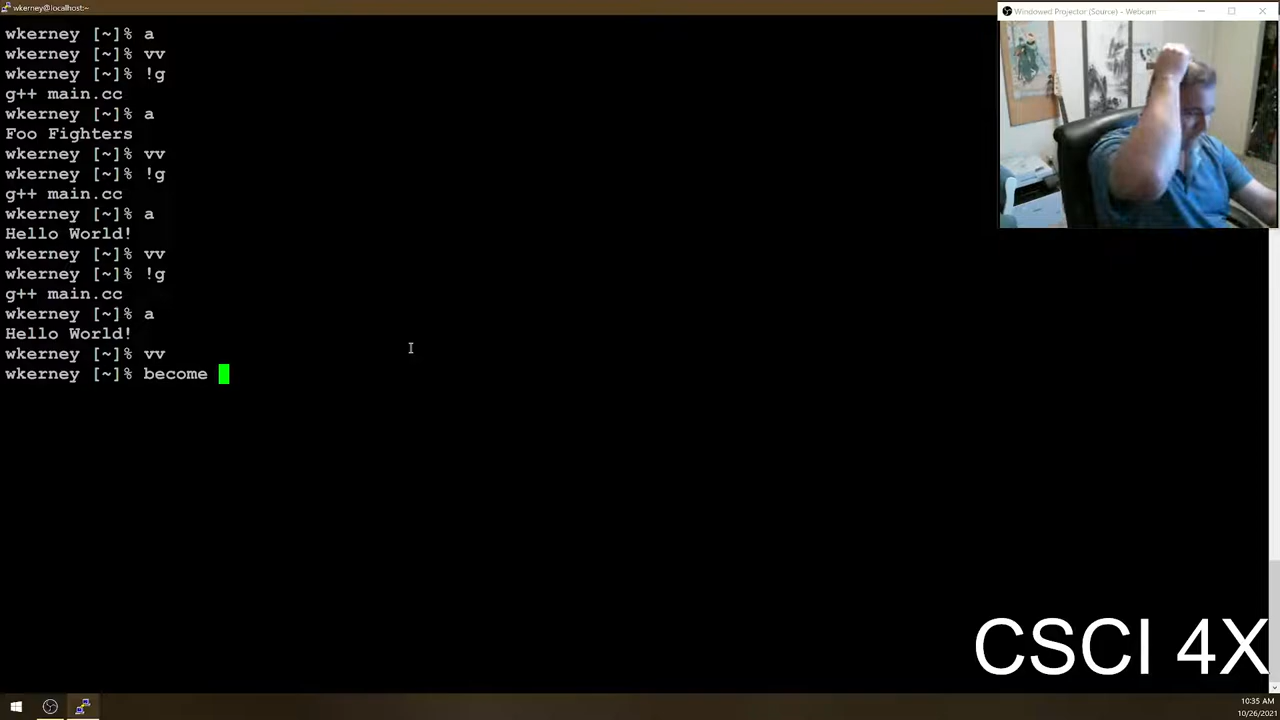 wkerney@localhost:~
Windowed Projector (Source) - Webcam
wkerney [~]% a
wkerney [~]% vv
wkerney [~]% !g
g++ main.cc
wkerney [~]% a
Foo Fighters
wkerney [~]% vv
wkerney [~]% !g
g++ main.cc
wkerney [~]% a
Hello World!
wkerney [~]% vv
wkerney [~]% !g
g++ main.cc
wkerney [~]% a
Hello World!
wkerney [~]% vv
wkerney [~]% become
CSCI 4X
10:35 AM
10/26/2021